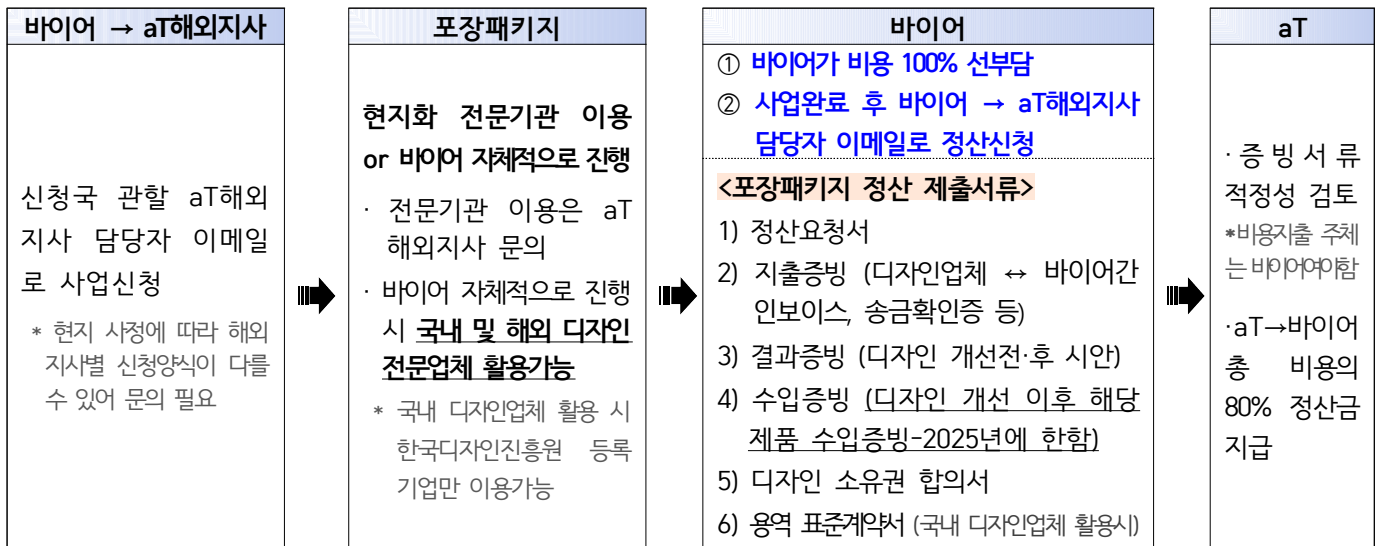 바이어 → aT해외지사
신청국 관할 aT해외
지사 담당자 이메일
로 사업신청
* 현지 사정에 따라 해외
지사별 신청양식이 다를
수 있어 문의 필요
포장패키지
현지화 전문기관 이용
or 바이어 자체적으로 진행
· 전문기관 이용은 aT
해외지사 문의
· 바이어 자체적으로 진행
시 국내 및 해외 디자인
전문업체 활용가능
* 국내 디자인업체 활용 시
한국디자인진흥원 등록
기업만 이용가능
바이어
① 바이어가 비용 100% 선부담
② 사업완료 후 바이어 → aT해외지사
담당자 이메일로 정산신청
<포장패키지 정산 제출서류>
1) 정산요청서
2) 지출증빙 (디자인업체 ↔ 바이어간
인보이스, 송금확인증 등)
3) 결과증빙 (디자인 개선전·후 시안)
4) 수입증빙 (디자인 개선 이후 해당
제품 수입증빙-2025년에 한함)
5) 디자인 소유권 합의서
6) 용역 표준계약서 (국내 디자인업체 활용시)
aT
·증빙서류
적정성 검토
*비용지출 주체
는 바이어여야함
·aT→바이어
총 비용의
80% 정산금
지급